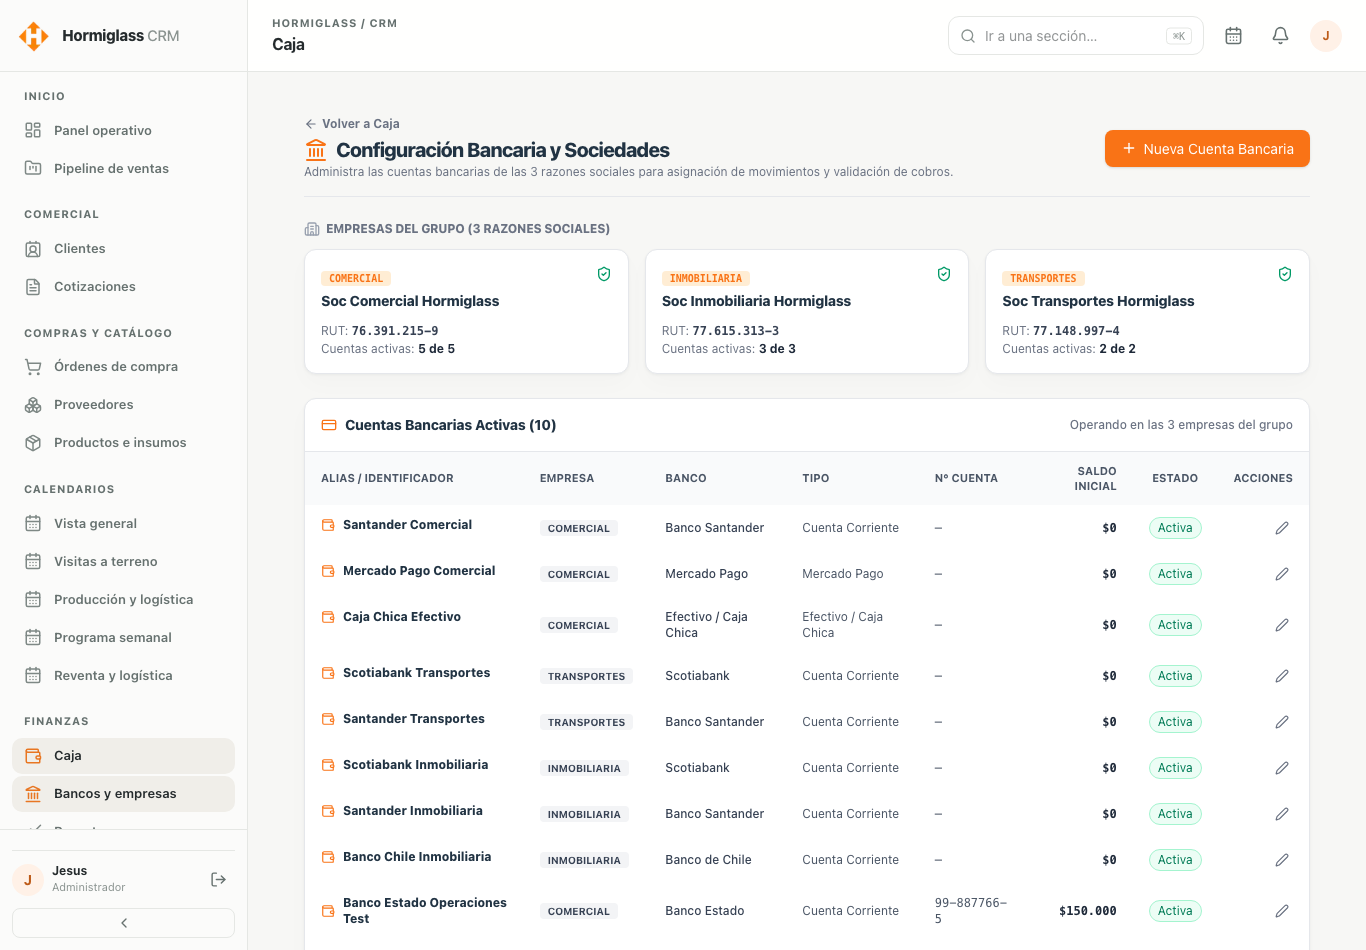 Hormiglass CRM
INICIO
Panel operativo
Pipeline de ventas
COMERCIAL
Clientes
Cotizaciones
COMPRAS Y CATÁLOGO
Órdenes de compra
Proveedores
Productos e insumos
CALENDARIOS
Vista general
Visitas a terreno
Producción y logística
Programa semanal
Reventa y logística
FINANZAS
Caja
Bancos y empresas
J
Jesus
Administrador
HORMIGLASS / CRM
Caja
Ir a una sección...
⌘K
J
Volver a Caja
Configuración Bancaria y Sociedades
Administra las cuentas bancarias de las 3 razones sociales para asignación de movimientos y validación de cobros.
+ Nueva Cuenta Bancaria
EMPRESAS DEL GRUPO (3 RAZONES SOCIALES)
COMERCIAL
Soc Comercial Hormiglass
RUT: 76.391.215-9
Cuentas activas: 5 de 5
INMOBILIARIA
Soc Inmobiliaria Hormiglass
RUT: 77.615.313-3
Cuentas activas: 3 de 3
TRANSPORTES
Soc Transportes Hormiglass
RUT: 77.148.997-4
Cuentas activas: 2 de 2
Cuentas Bancarias Activas (10)
Operando en las 3 empresas del grupo
ALIAS / IDENTIFICADOR EMPRESA BANCO TIPO Nº CUENTA SALDO INICIAL ESTADO ACCIONES
Santander Comercial COMERCIAL Banco Santander Cuenta Corriente — $0 Activa
Mercado Pago Comercial COMERCIAL Mercado Pago Mercado Pago — $0 Activa
Caja Chica Efectivo COMERCIAL Efectivo / Caja Chica Efectivo / Caja Chica — $0 Activa
Scotiabank Transportes TRANSPORTES Scotiabank Cuenta Corriente — $0 Activa
Santander Transportes TRANSPORTES Banco Santander Cuenta Corriente — $0 Activa
Scotiabank Inmobiliaria INMOBILIARIA Scotiabank Cuenta Corriente — $0 Activa
Santander Inmobiliaria INMOBILIARIA Banco Santander Cuenta Corriente — $0 Activa
Banco Chile Inmobiliaria INMOBILIARIA Banco de Chile Cuenta Corriente — $0 Activa
Banco Estado Operaciones Test COMERCIAL Banco Estado Cuenta Corriente 99-887766-5 $150.000 Activa